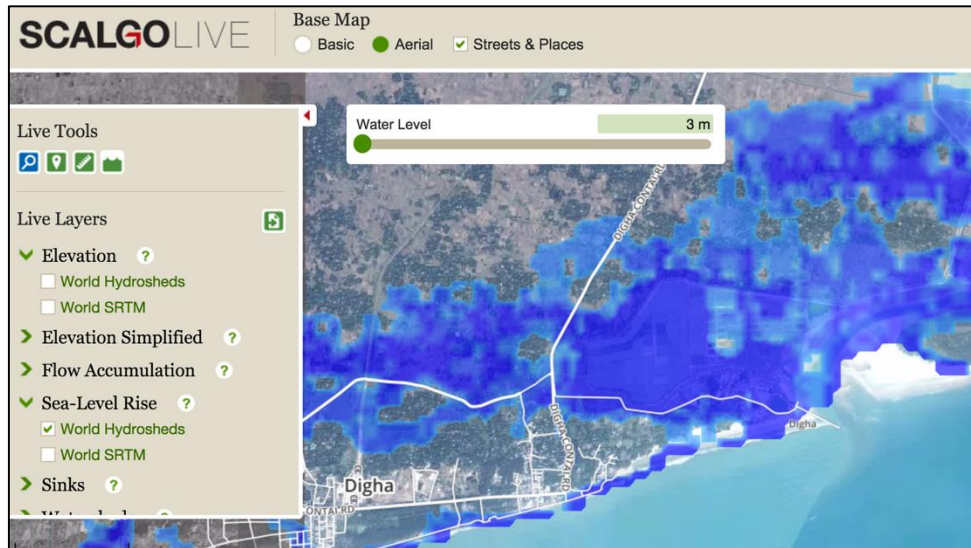 SCALGOLIVE
Base Map
Basic
Aerial
Streets & Places
Live Tools
Live Layers
Elevation ?
World Hydrosheds
World SRTM
Elevation Simplified ?
Flow Accumulation ?
Sea-Level Rise ?
World Hydrosheds
World SRTM
Sinks ?
Water Level 3 m
DIGHA CONTAI RD
DIGHA CONTAI RD
Digha
Digha
CONTAI RD